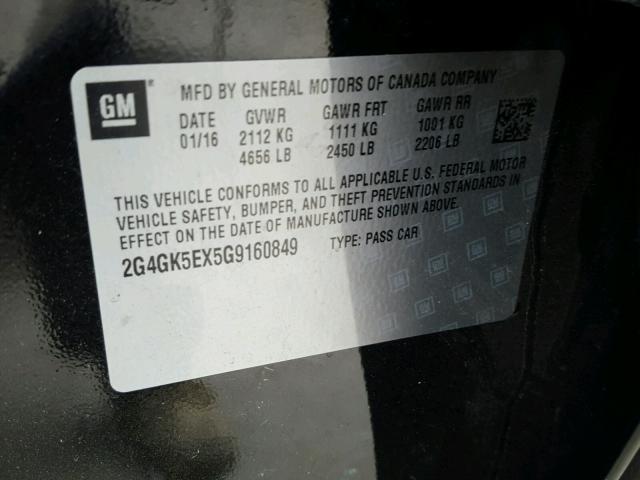 GM
MFD BY GENERAL MOTORS OF CANADA COMPANY
DATE GVWR GAWR FRT GAWR RR
01/16 2112 KG 1111 KG 1001 KG
4656 LB 2450 LB 2206 LB
THIS VEHICLE CONFORMS TO ALL APPLICABLE U.S. FEDERAL MOTOR
VEHICLE SAFETY, BUMPER, AND THEFT PREVENTION STANDARDS IN
EFFECT ON THE DATE OF MANUFACTURE SHOWN ABOVE.
2G4GK5EX5G9160849 TYPE: PASS CAR